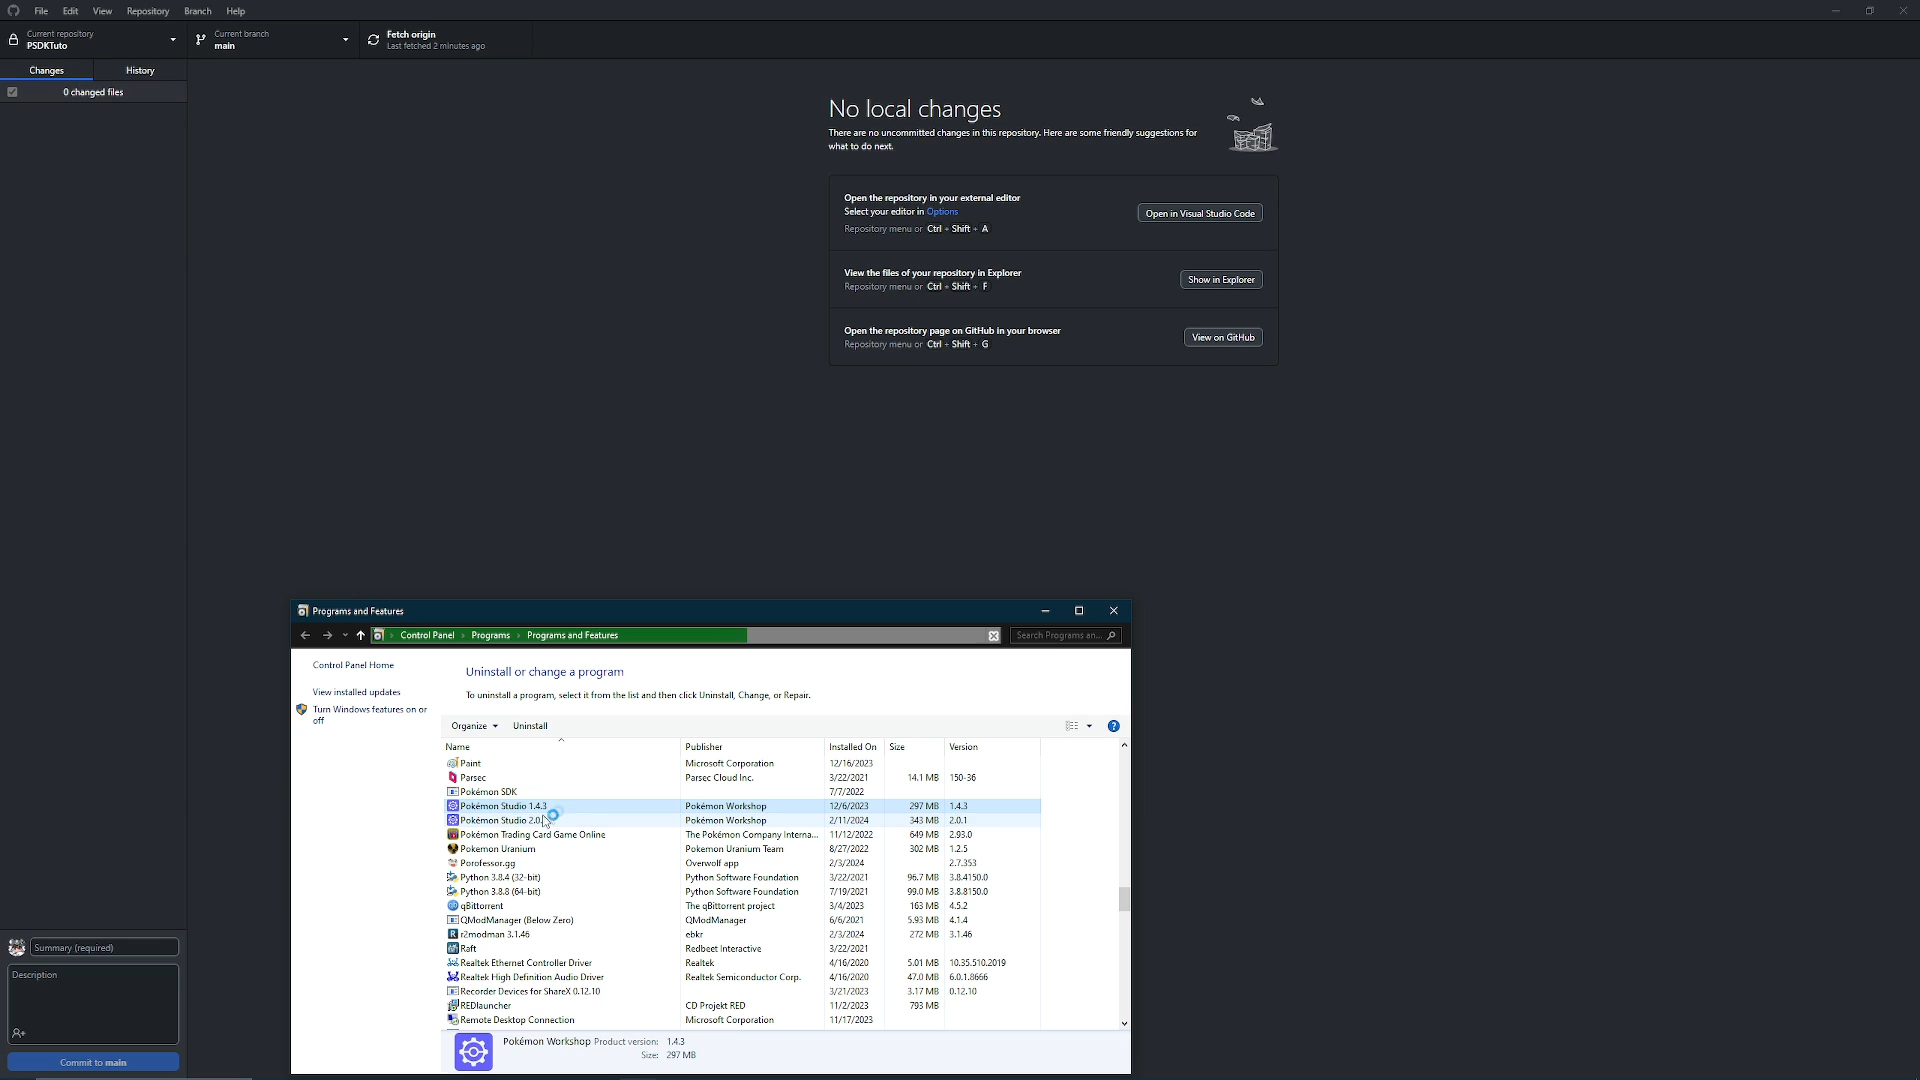 File Edit View Repository Branch Help
Current repository
PSDKTuto
Current branch
main
Fetch origin
Last fetched 2 minutes ago
Changes History
0 changed files
No local changes
There are no uncommitted changes in this repository. Here are some friendly suggestions for
what to do next.
Open the repository in your external editor
Select your editor in Options
Repository menu or Ctrl + Shift + A
Open in Visual Studio Code
View the files of your repository in Explorer
Repository menu or Ctrl + Shift + F
Show in Explorer
Open the repository page on GitHub in your browser
Repository menu or Ctrl + Shift + G
View on GitHub
Summary (required)
Description
Commit to main
Programs and Features
Control Panel Programs Programs and Features
Search Programs an...
Control Panel Home
View installed updates
Turn Windows features on or
off
Uninstall or change a program
To uninstall a program, select it from the list and then click Uninstall, Change, or Repair.
Organize Uninstall
Name Publisher Installed On Size Version
Paint Microsoft Corporation 12/16/2023
Parsec Parsec Cloud Inc. 3/22/2021 14.1 MB 150-36
Pokémon SDK 7/7/2022
Pokémon Studio 1.4.3 Pokémon Workshop 12/6/2023 297 MB 1.4.3
Pokémon Studio 2.0. Pokémon Workshop 2/11/2024 343 MB 2.0.1
Pokémon Trading Card Game Online The Pokémon Company Interna... 11/12/2022 649 MB 2.93.0
Pokemon Uranium Pokemon Uranium Team 8/27/2022 302 MB 1.2.5
Porofessor.gg Overwolf app 2/3/2024 2.7.353
Python 3.8.4 (32-bit) Python Software Foundation 3/22/2021 96.7 MB 3.8.4150.0
Python 3.8.8 (64-bit) Python Software Foundation 7/19/2021 99.0 MB 3.8.8150.0
qBittorrent The qBittorrent project 3/4/2023 163 MB 4.5.2
QModManager (Below Zero) QModManager 6/6/2021 5.93 MB 4.1.4
r2modman 3.1.46 ebkr 2/3/2024 272 MB 3.1.46
Raft Redbeet Interactive 3/22/2021
Realtek Ethernet Controller Driver Realtek 4/16/2020 5.01 MB 10.35.510.2019
Realtek High Definition Audio Driver Realtek Semiconductor Corp. 4/16/2020 47.0 MB 6.0.1.8666
Recorder Devices for ShareX 0.12.10 3/21/2023 3.17 MB 0.12.10
REDlauncher CD Projekt RED 11/2/2023 793 MB
Remote Desktop Connection Microsoft Corporation 11/17/2023
Pokémon Workshop Product version: 1.4.3
Size: 297 MB